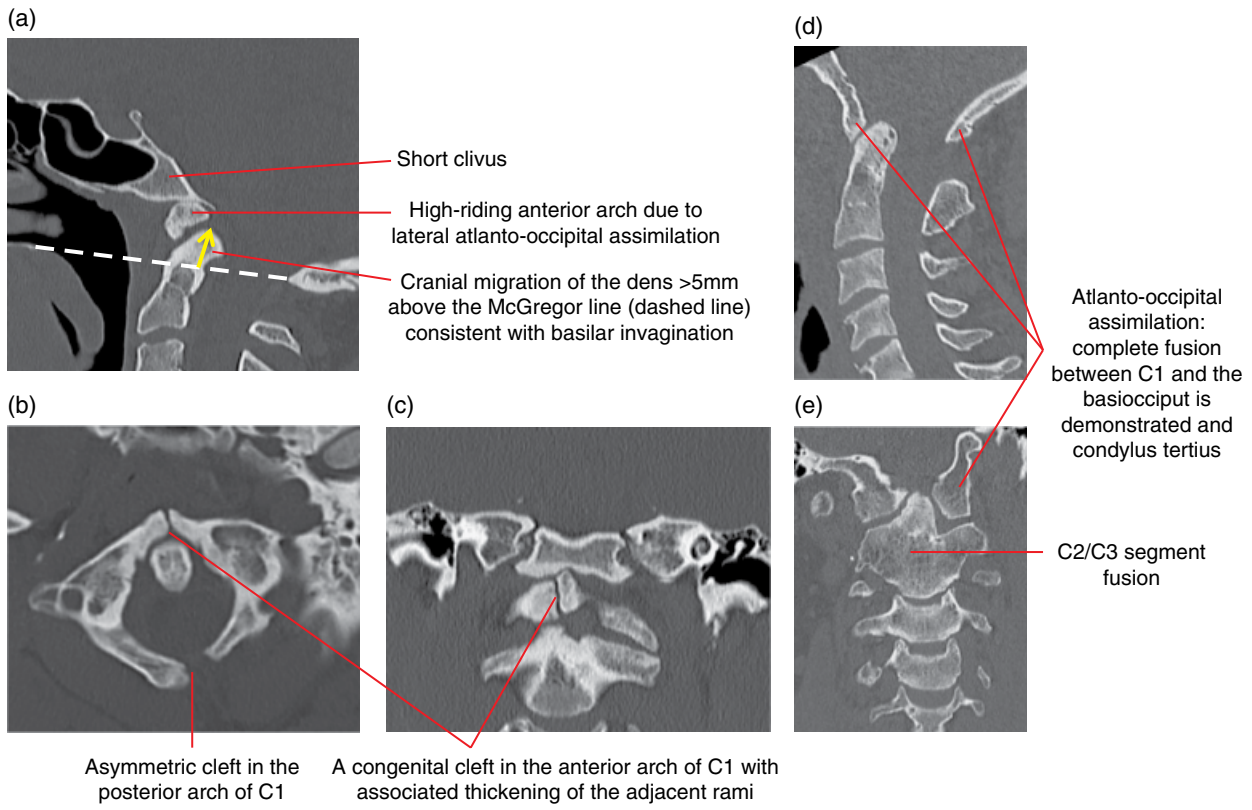 (a)
Short clivus
High-riding anterior arch due to
lateral atlanto-occipital assimilation
Cranial migration of the dens >5mm
above the McGregor line (dashed line)
consistent with basilar invagination
(d)
Atlanto-occipital
assimilation:
complete fusion
between C1 and the
basiocciput is
demonstrated and
condylus tertius
(b)
Asymmetric cleft in the
posterior arch of C1
(c)
A congenital cleft in the anterior arch of C1 with
associated thickening of the adjacent rami
(e)
C2/C3 segment
fusion